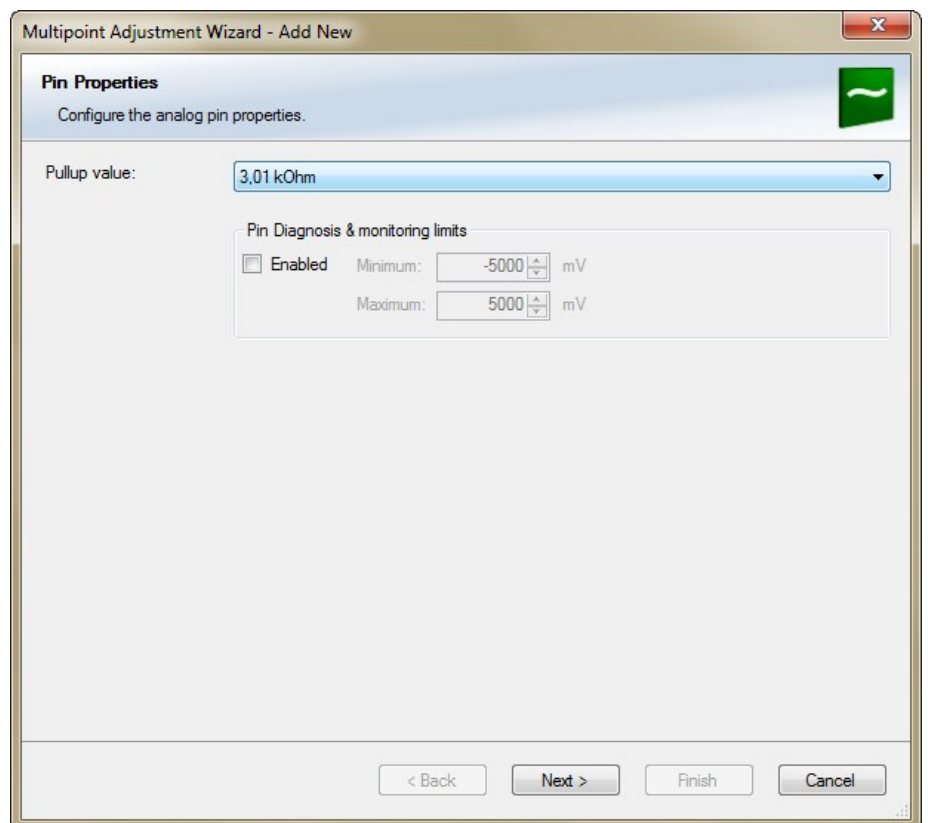 Multipoint Adjustment Wizard - Add New
Pin Properties
Configure the analog pin properties.
Pullup value: 3,01 kOhm
Pin Diagnosis & monitoring limits
Enabled Minimum: -5000 mV
Maximum: 5000 mV
< Back Next > Finish Cancel